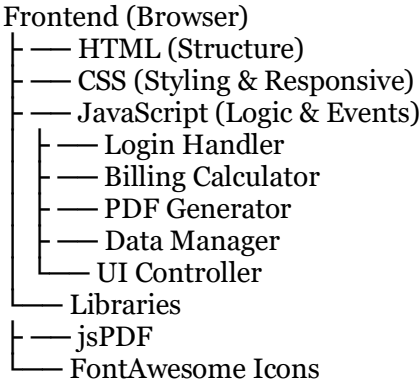 Frontend (Browser)
├ ── HTML (Structure)
├ ── CSS (Styling & Responsive)
├ ── JavaScript (Logic & Events)
│ ├ ── Login Handler
│ ├ ── Billing Calculator
│ ├ ── PDF Generator
│ ├ ── Data Manager
│ └── UI Controller
└── Libraries
├ ── jsPDF
└── FontAwesome Icons